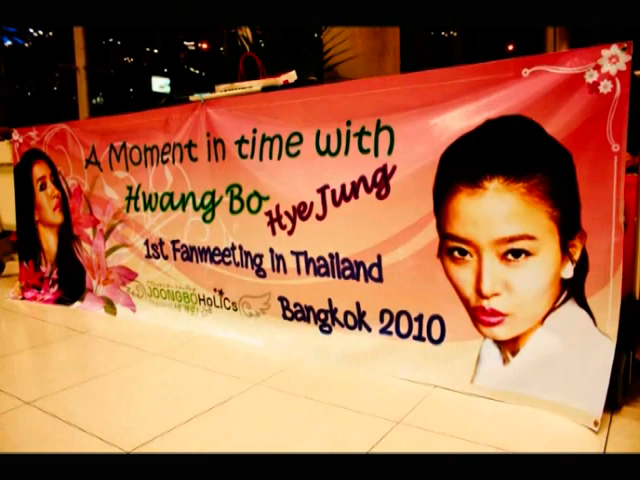 A Moment in time with
Hwang Bo Hye Jung
1st Fanmeeting in Thailand
JOONGBOHOLICS
Bangkok 2010